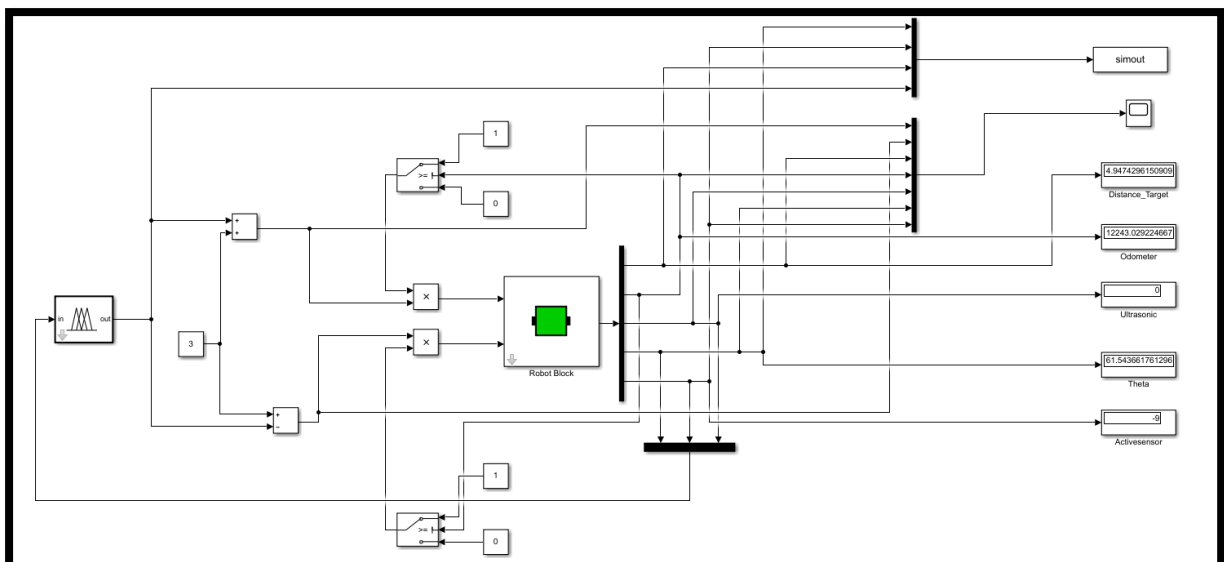 simout
1
>=
4.9474296150909
Distance_Target
0
+
+
12243.029224667
Odometer
×
0
Ultrasonic
in
out
3
×
Robot Block
61.543661761296
Theta
+
−
-9
Activesensor
1
>=
0